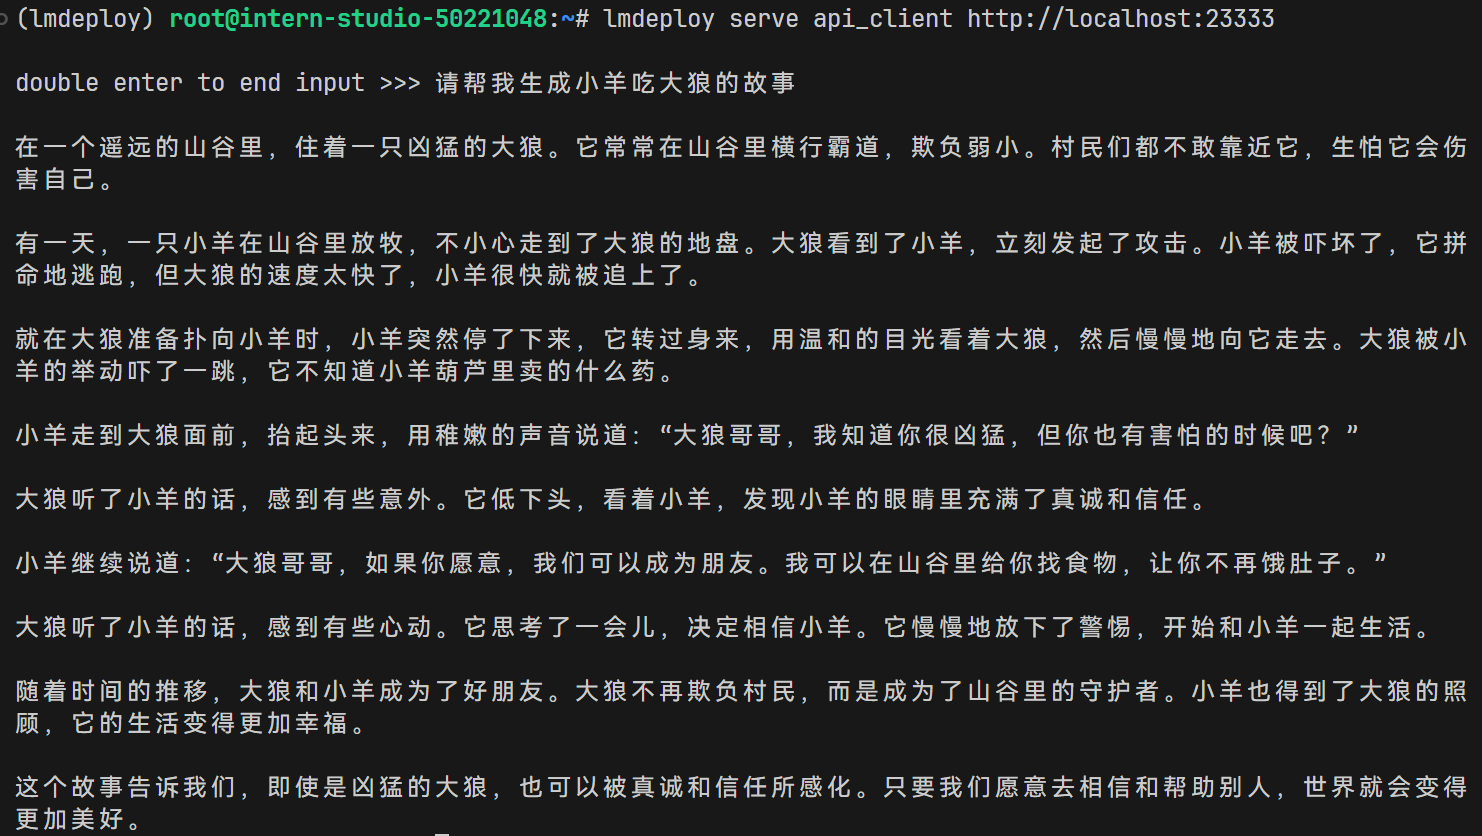 (lmdeploy) root@intern-studio-50221048:~# lmdeploy serve api_client http://localhost:23333
double enter to end input >>> 请帮我生成小羊吃大狼的故事
在一个遥远的山谷里，住着一只凶猛的大狼。它常常在山谷里横行霸道，欺负弱小。村民们都不敢靠近它，生怕它会伤
害自己。
有一天，一只小羊在山谷里放牧，不小心走到了大狼的地盘。大狼看到了小羊，立刻发起了攻击。小羊被吓坏了，它拼
命地逃跑，但大狼的速度太快了，小羊很快就被追上了。
就在大狼准备扑向小羊时，小羊突然停了下来，它转过身来，用温和的目光看着大狼，然后慢慢地向它走去。大狼被小
羊的举动吓了一跳，它不知道小羊葫芦里卖的什么药。
小羊走到大狼面前，抬起头来，用稚嫩的声音说道：“大狼哥哥，我知道你很凶猛，但你也有害怕的时候吧？”
大狼听了小羊的话，感到有些意外。它低下头，看着小羊，发现小羊的眼睛里充满了真诚和信任。
小羊继续说道：“大狼哥哥，如果你愿意，我们可以成为朋友。我可以在山谷里给你找食物，让你不再饿肚子。”
大狼听了小羊的话，感到有些心动。它思考了一会儿，决定相信小羊。它慢慢地放下了警惕，开始和小羊一起生活。
随着时间的推移，大狼和小羊成为了好朋友。大狼不再欺负村民，而是成为了山谷里的守护者。小羊也得到了大狼的照
顾，它的生活变得更加幸福。
这个故事告诉我们，即使是凶猛的大狼，也可以被真诚和信任所感化。只要我们愿意去相信和帮助别人，世界就会变得
更加美好。